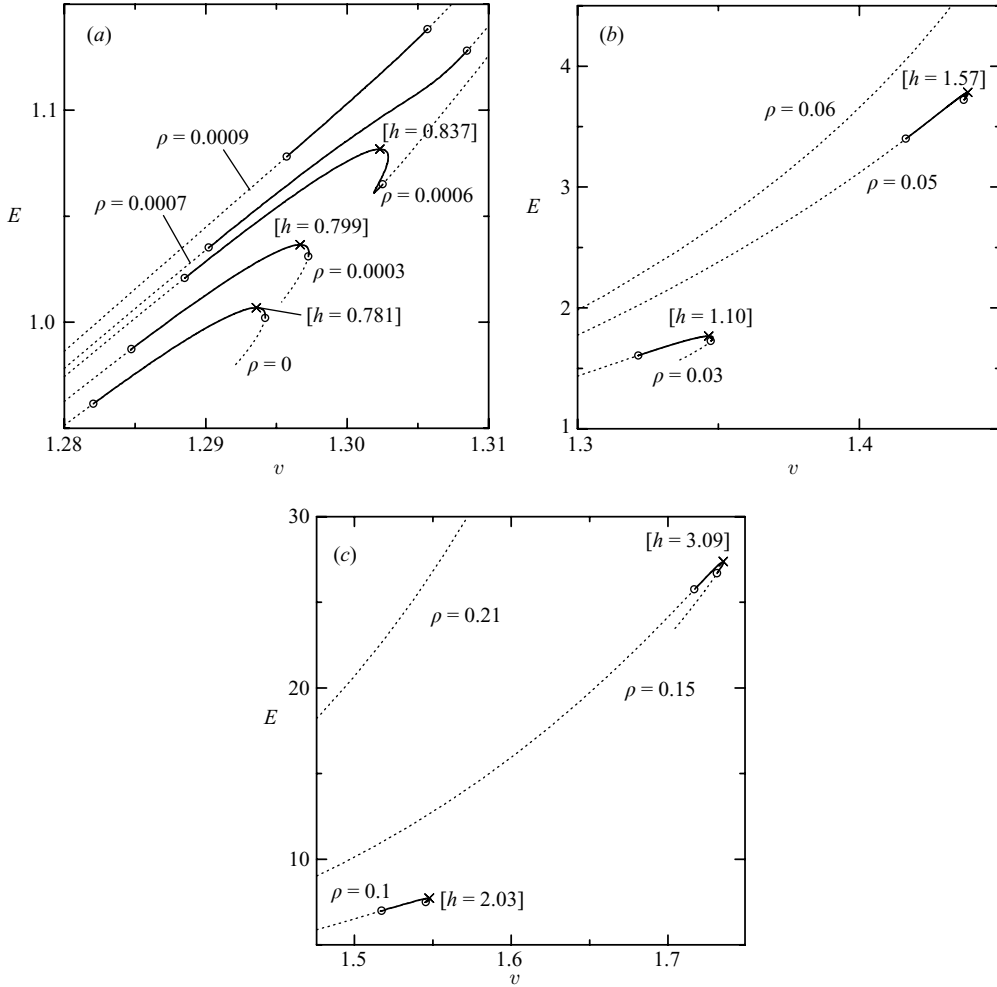 (a)
1.1
1.0
E
ρ = 0.0009
ρ = 0.0007
[h = 0.837]
ρ = 0.0006
[h = 0.799]
ρ = 0.0003
[h = 0.781]
ρ = 0
1.28 1.29 1.30 1.31
v
(b)
4
3
2
1
E
[h = 1.57]
ρ = 0.06
ρ = 0.05
[h = 1.10]
ρ = 0.03
1.3 1.4
v
(c)
30
20
10
E
[h = 3.09]
ρ = 0.21
ρ = 0.15
ρ = 0.1
[h = 2.03]
1.5 1.6 1.7
v